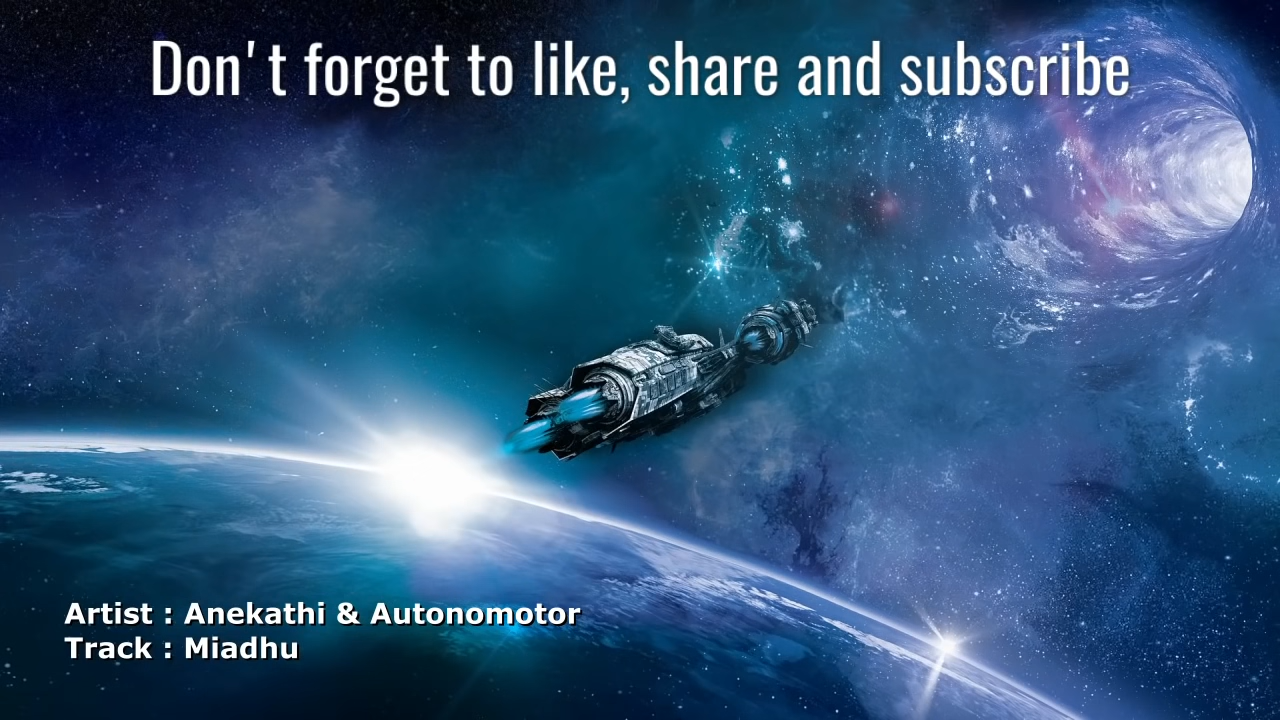 Don't forget to like, share and subscribe
Artist : Anekathi & Autonomotor
Track : Miadhu